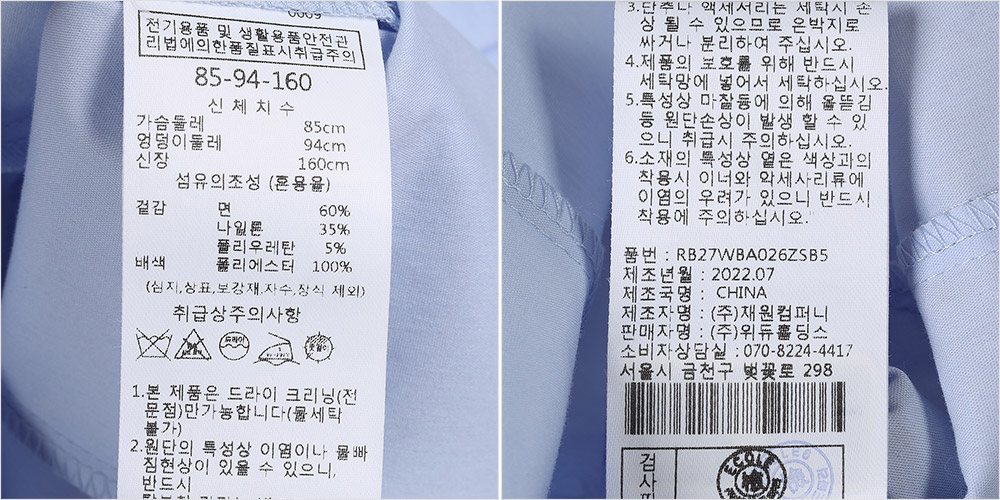 0009
전기용품 및 생활용품안전관
리법에의한품질표시취급주의
85-94-160
신체치수
가슴둘레 85cm
엉덩이둘레 94cm
신장 160cm
섬유의조성 (혼용율)
겉감 면 60%
나일론 35%
폴리우레탄 5%
배색 폴리에스터 100%
(심지,상표,보강재,자수,장식 제외)
취급상주의사항
드라이
1.본 제품은 드라이 크리닝(전
문점)만가능합니다(물세탁
불가)
2.원단의 특성상 이염이나 물빠
짐현상이 있을 수 있으니,
반드시
3.단추나 액세서리는 세탁시 손
상 될 수 있으므로 은박지로
싸거나 분리하여 주십시오.
4.제품의 보호를 위해 반드시
세탁망에 넣어서 세탁하십시오.
5.특성상 마찰등에 의해 올뜯김
등 원단손상이 발생 할 수 있
으니 취급시 주의하십시오.
6.소재의 특성상 옅은 색상과의
착용시 이너와 악세사리류에
이염의 우려가 있으니 반드시
착용에 주의하십시오.
품번 : RB27WBA026ZSB5
제조년월 : 2022.07
제조국명 : CHINA
제조자명 : (주)채원컴퍼니
판매자명 : (주)위듀홀딩스
소비자상담실 : 070-8224-4417
서울시 금천구 벚꽃로 298
검
사
ECOLE